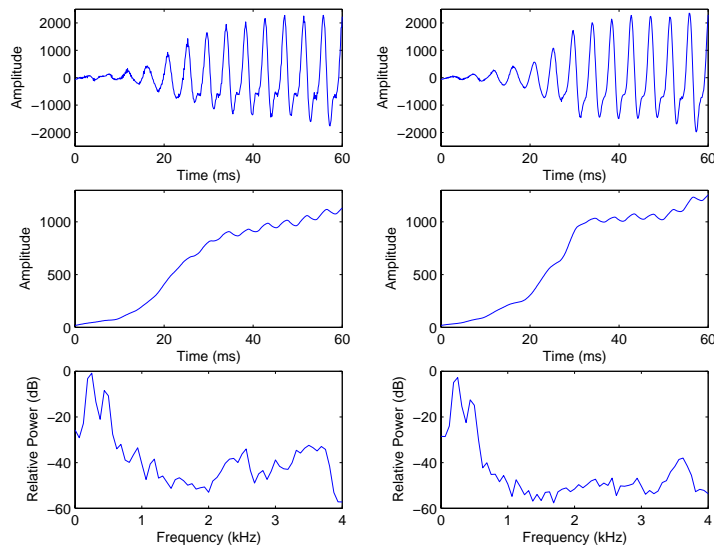 2000
1000
0
−1000
−2000
Amplitude
0 20 40 60
Time (ms)
2000
1000
0
−1000
−2000
Amplitude
0 20 40 60
Time (ms)
1000
500
0
Amplitude
0 20 40 60
Time (ms)
1000
500
0
Amplitude
0 20 40 60
Time (ms)
0
−20
−40
−60
Relative Power (dB)
0 1 2 3 4
Frequency (kHz)
0
−20
−40
−60
Relative Power (dB)
0 1 2 3 4
Frequency (kHz)